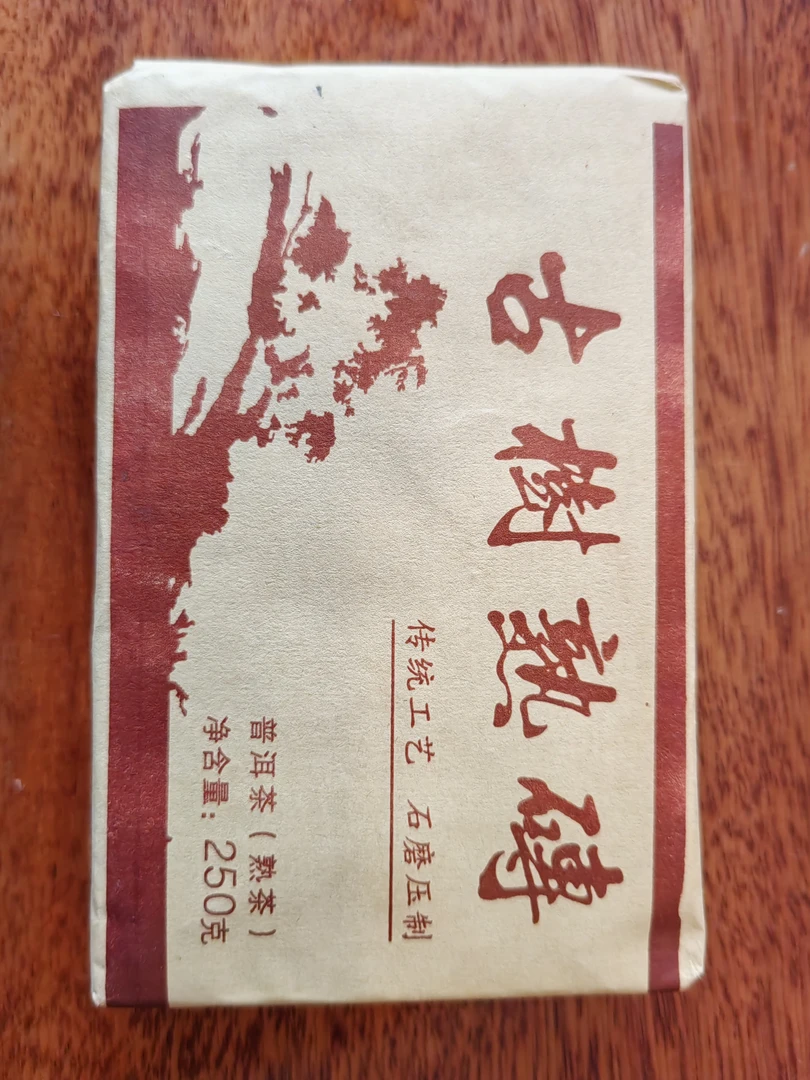 古樹熟磚
传统工艺 石磨压制
普洱茶（熟茶）
净含量：250克